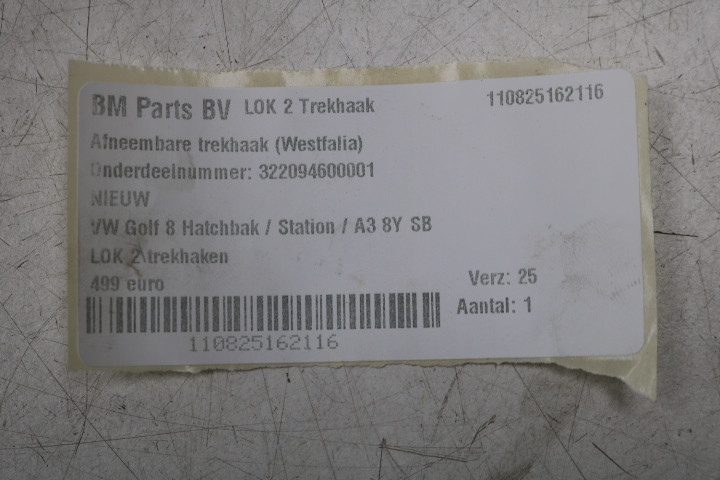 BM Parts BV LOK 2 Trekhaak 110825162116
Afneembare trekhaak (Westfalia)
Onderdeelnummer: 322094600001
NIEUW
VW Golf 8 Hatchbak / Station / A3 8Y SB
LOK 2 trekhaken
499 euro Verz: 25
Aantal: 1
110825162116